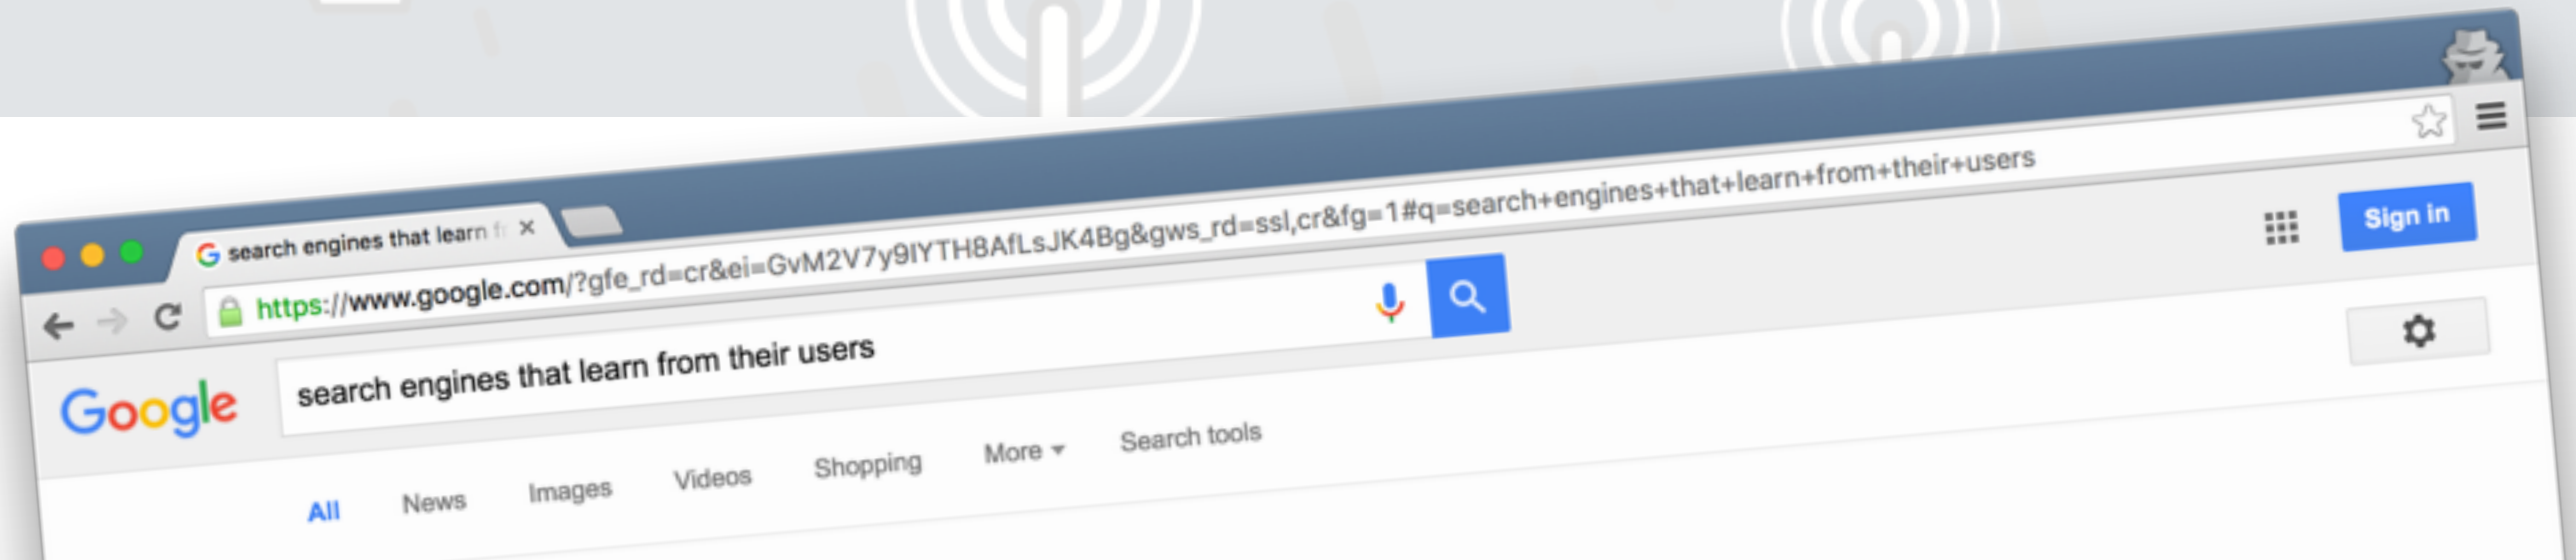 search engines that learn fr
https://www.google.com/?gfe_rd=cr&ei=GvM2V7y9IYTH8AfLsJK4Bg&gws_rd=ssl,cr&fg=1#q=search+engines+that+learn+from+their+users
Google search engines that learn from their users Sign in
All News Images Videos Shopping More Search tools